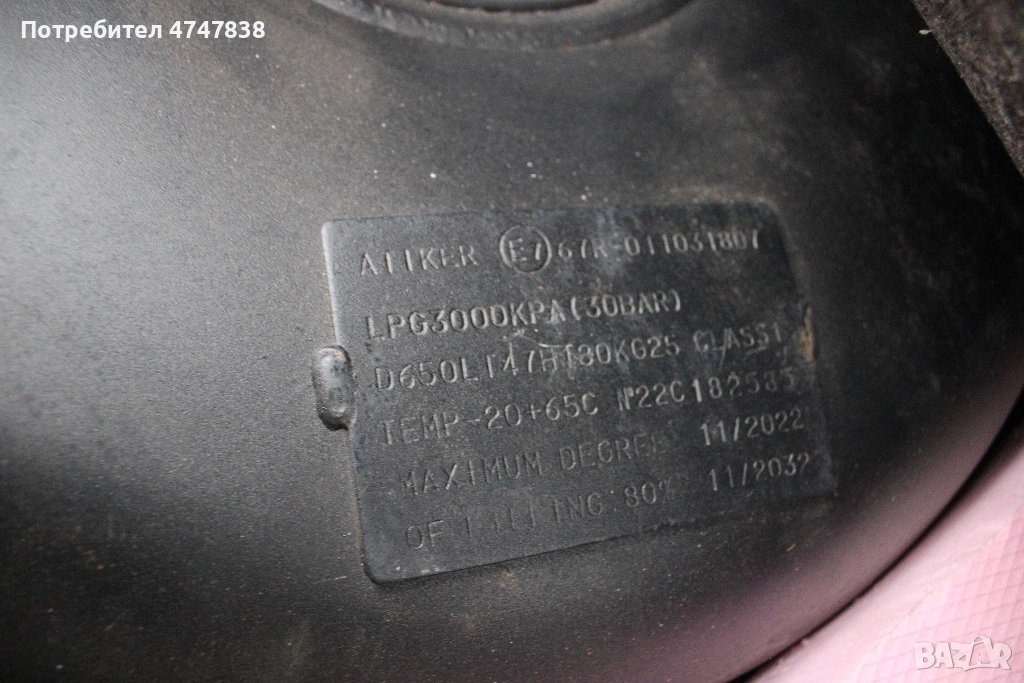 Потребител 4747838
ATIKER E7 67R-011031807
LPG3000KPA(30BAR)
D650LT47HT80KG25 CLASS1
TEMP-20+65C №22C182535
MAXIMUM DEGREE 11/2022
OF FILLING:80% 11/2032
BAZAR